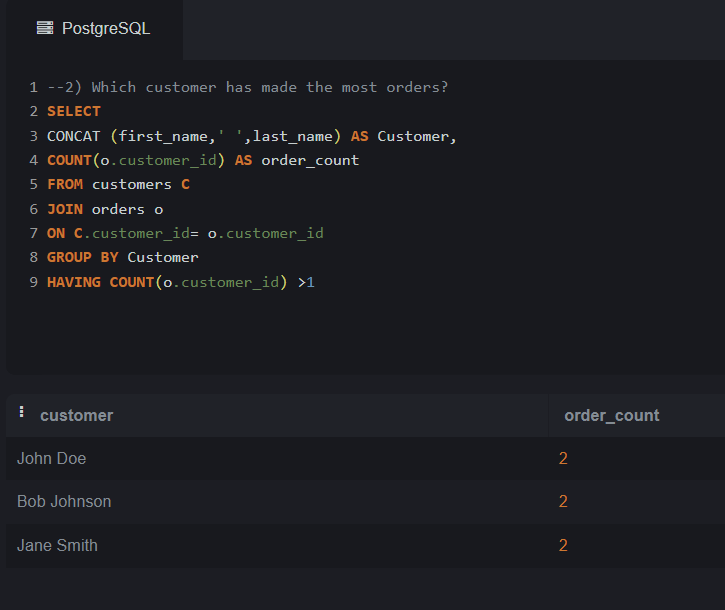 PostgreSQL
1 --2) Which customer has made the most orders?
2 SELECT
3 CONCAT (first_name,' ',last_name) AS Customer,
4 COUNT(o.customer_id) AS order_count
5 FROM customers C
6 JOIN orders o
7 ON C.customer_id= o.customer_id
8 GROUP BY Customer
9 HAVING COUNT(o.customer_id) >1
customer order_count
John Doe 2
Bob Johnson 2
Jane Smith 2